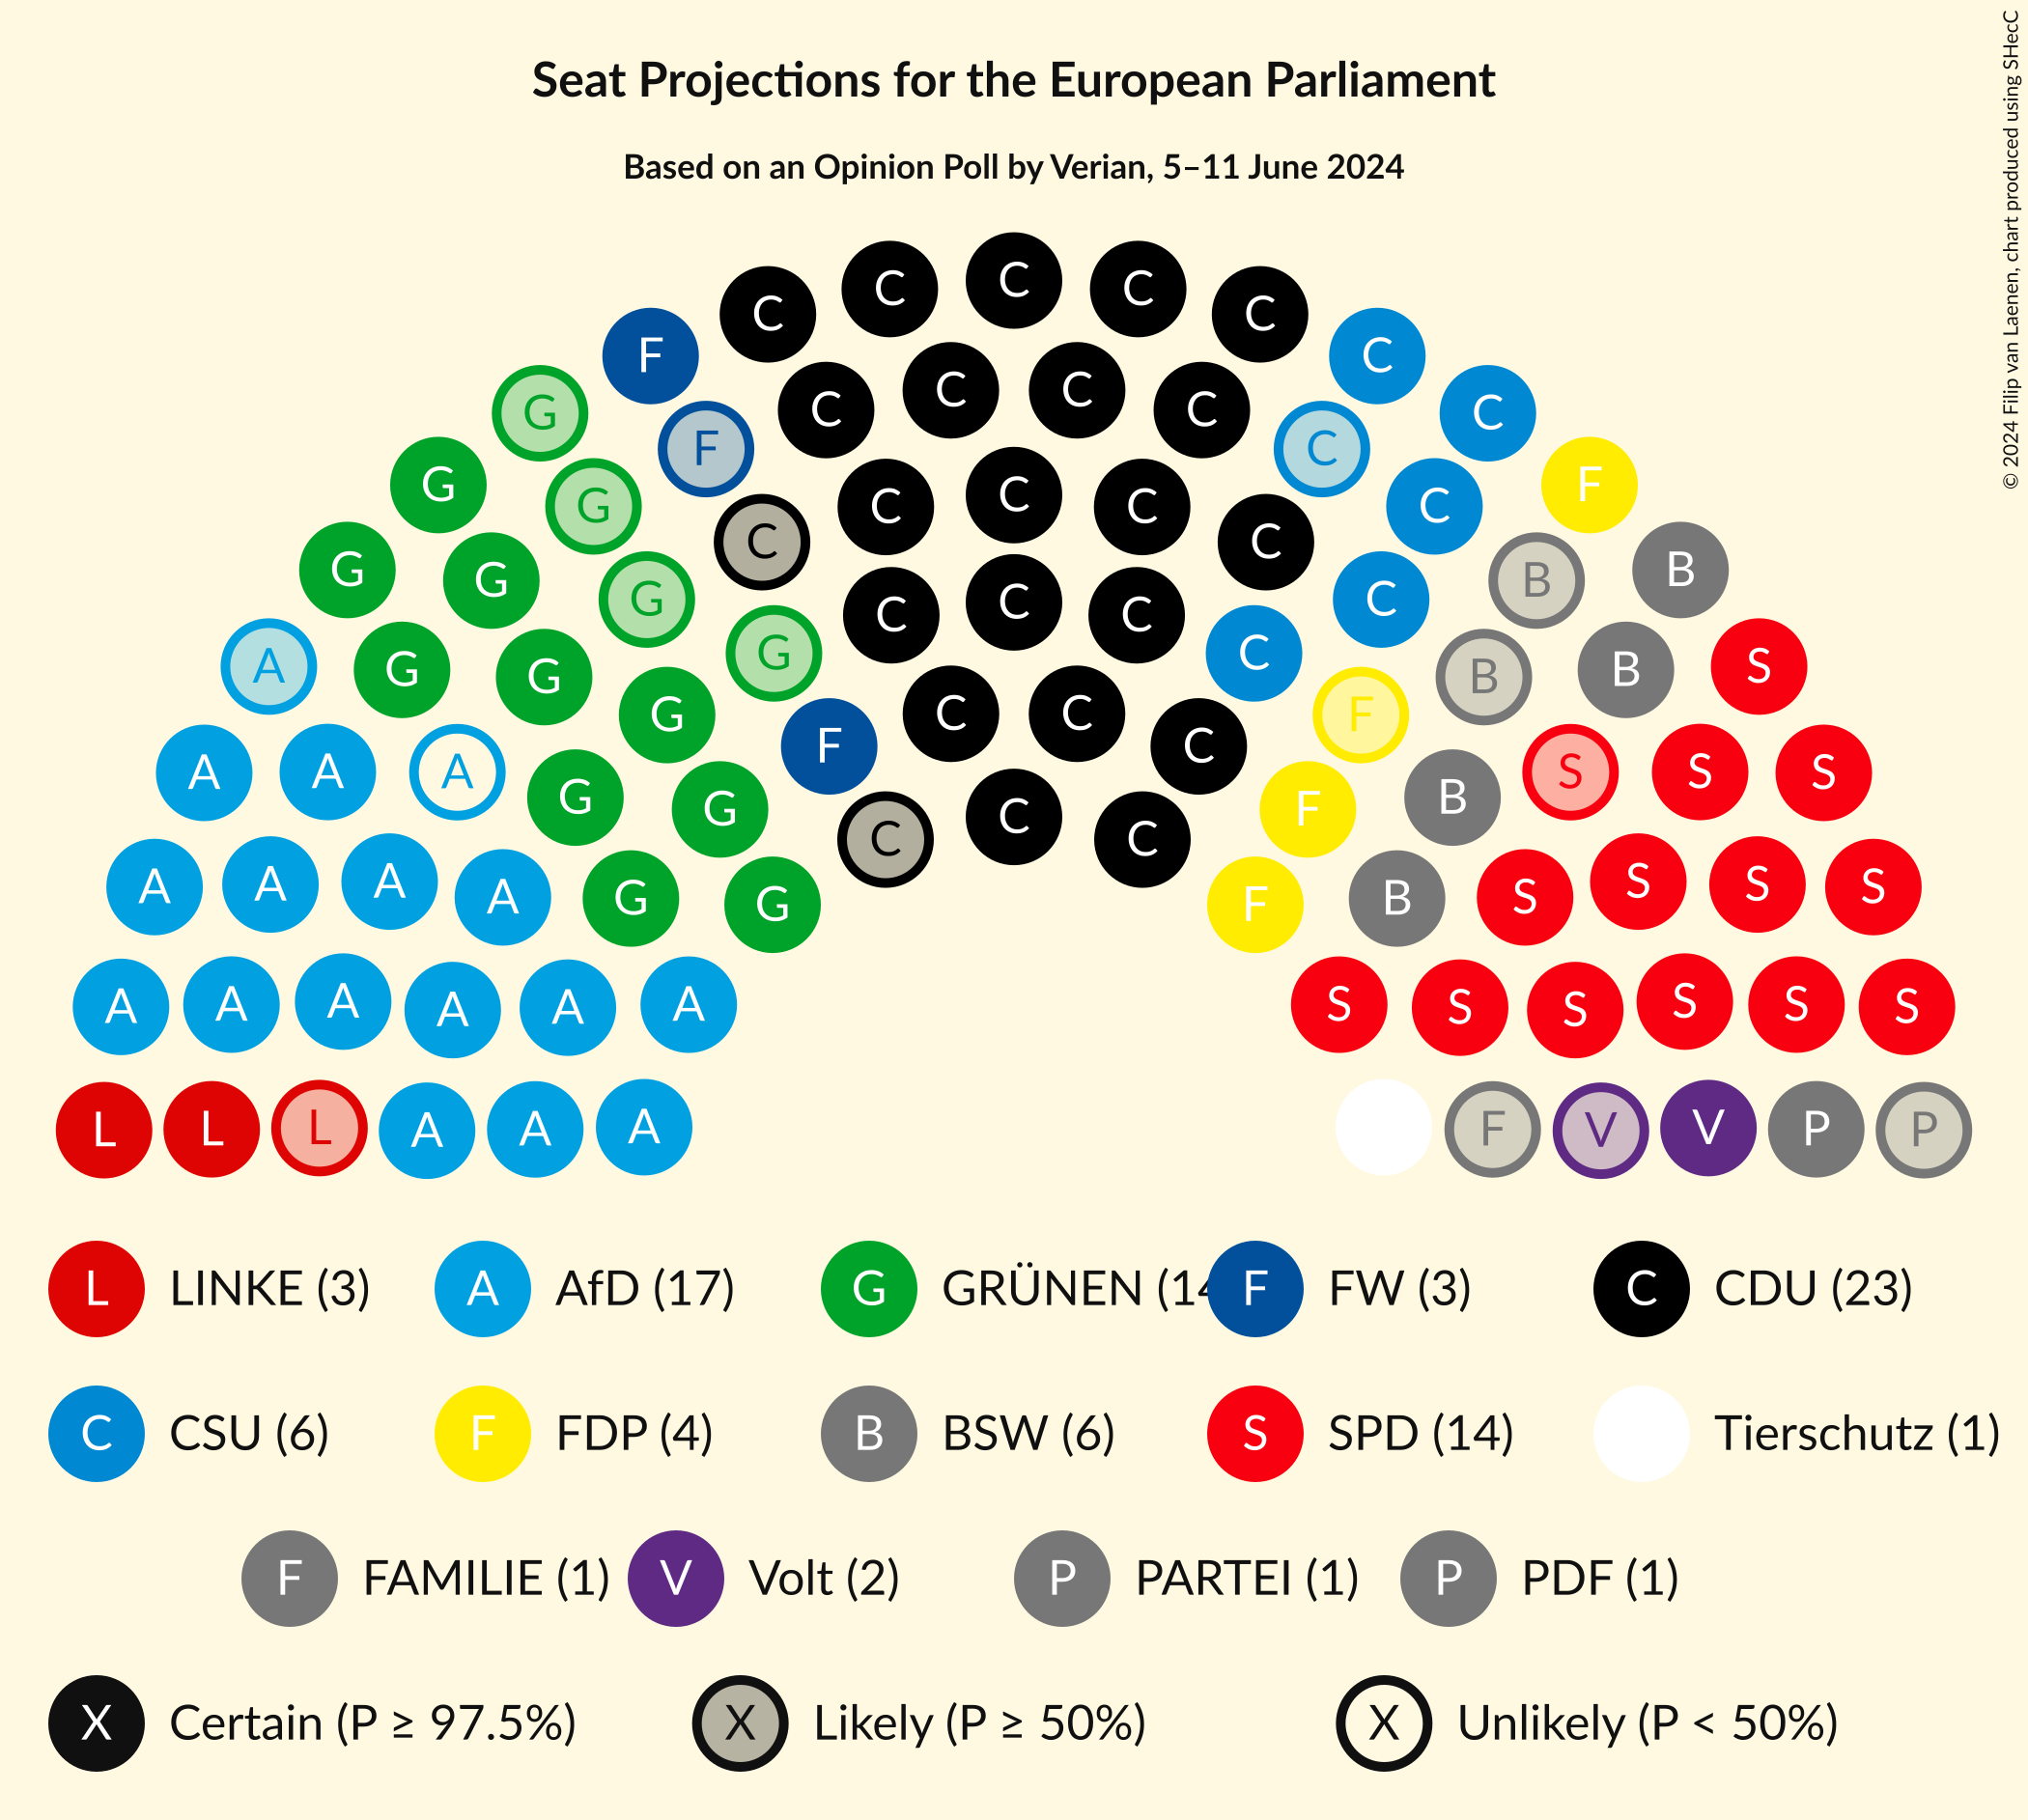 Seat Projections for the European Parliament
Based on an Opinion Poll by Verian, 5–11 June 2024
© 2024 Filip van Laenen, chart produced using SHecC
C C C C C
F C
C C
G C C C
F C
G G C C C C F
C C
G G G C C C C B B
A G G G C B B S
G C C F
A A A F C S S S
G G C F B
C C
A A A A G G F B S S S S
A A A A A A S S S S S S
L L L A A A F V V P P
L LINKE (3) A AfD (17) G GRÜNEN (14 F FW (3) C CDU (23)
C CSU (6) F FDP (4) B BSW (6) S SPD (14) Tierschutz (1)
F FAMILIE (1) V Volt (2) P PARTEI (1) P PDF (1)
X Certain (P ≥ 97.5%) X Likely (P ≥ 50%) X Unlikely (P < 50%)